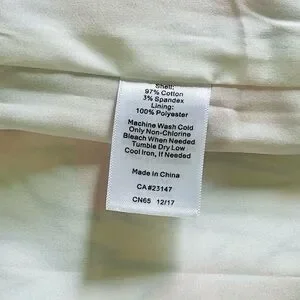 Shell:
97% Cotton
3% Spandex
Lining:
100% Polyester
Machine Wash Cold
Only Non-Chlorine
Bleach When Needed
Tumble Dry Low
Cool Iron, If Needed
Made in China
CA#23147
CN65 12/17